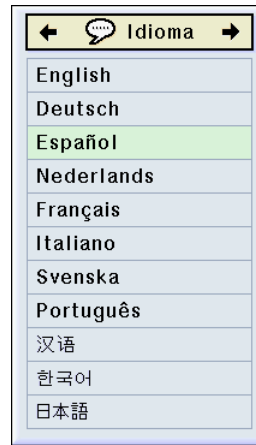 Idioma
English
Deutsch
Español
Nederlands
Français
Italiano
Svenska
Português
汉语
한국어
日本語